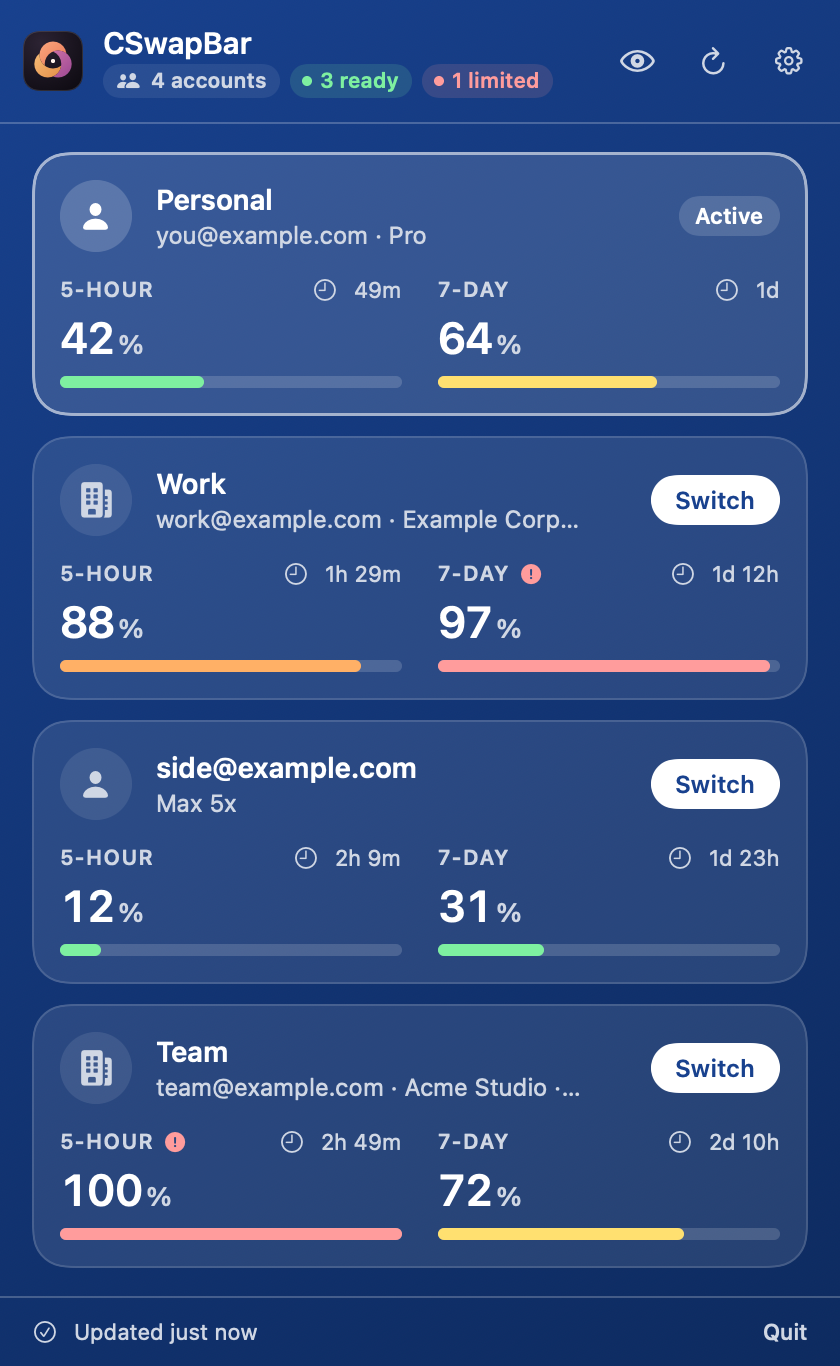 CSwapBar
4 accounts 3 ready 1 limited
Personal
you@example.com · Pro
Active
5-HOUR 49m 7-DAY 1d
42% 64%
Work
work@example.com · Example Corp...
Switch
5-HOUR 1h 29m 7-DAY ! 1d 12h
88% 97%
side@example.com
Max 5x
Switch
5-HOUR 2h 9m 7-DAY 1d 23h
12% 31%
Team
team@example.com · Acme Studio ·...
Switch
5-HOUR ! 2h 49m 7-DAY 2d 10h
100% 72%
Updated just now Quit